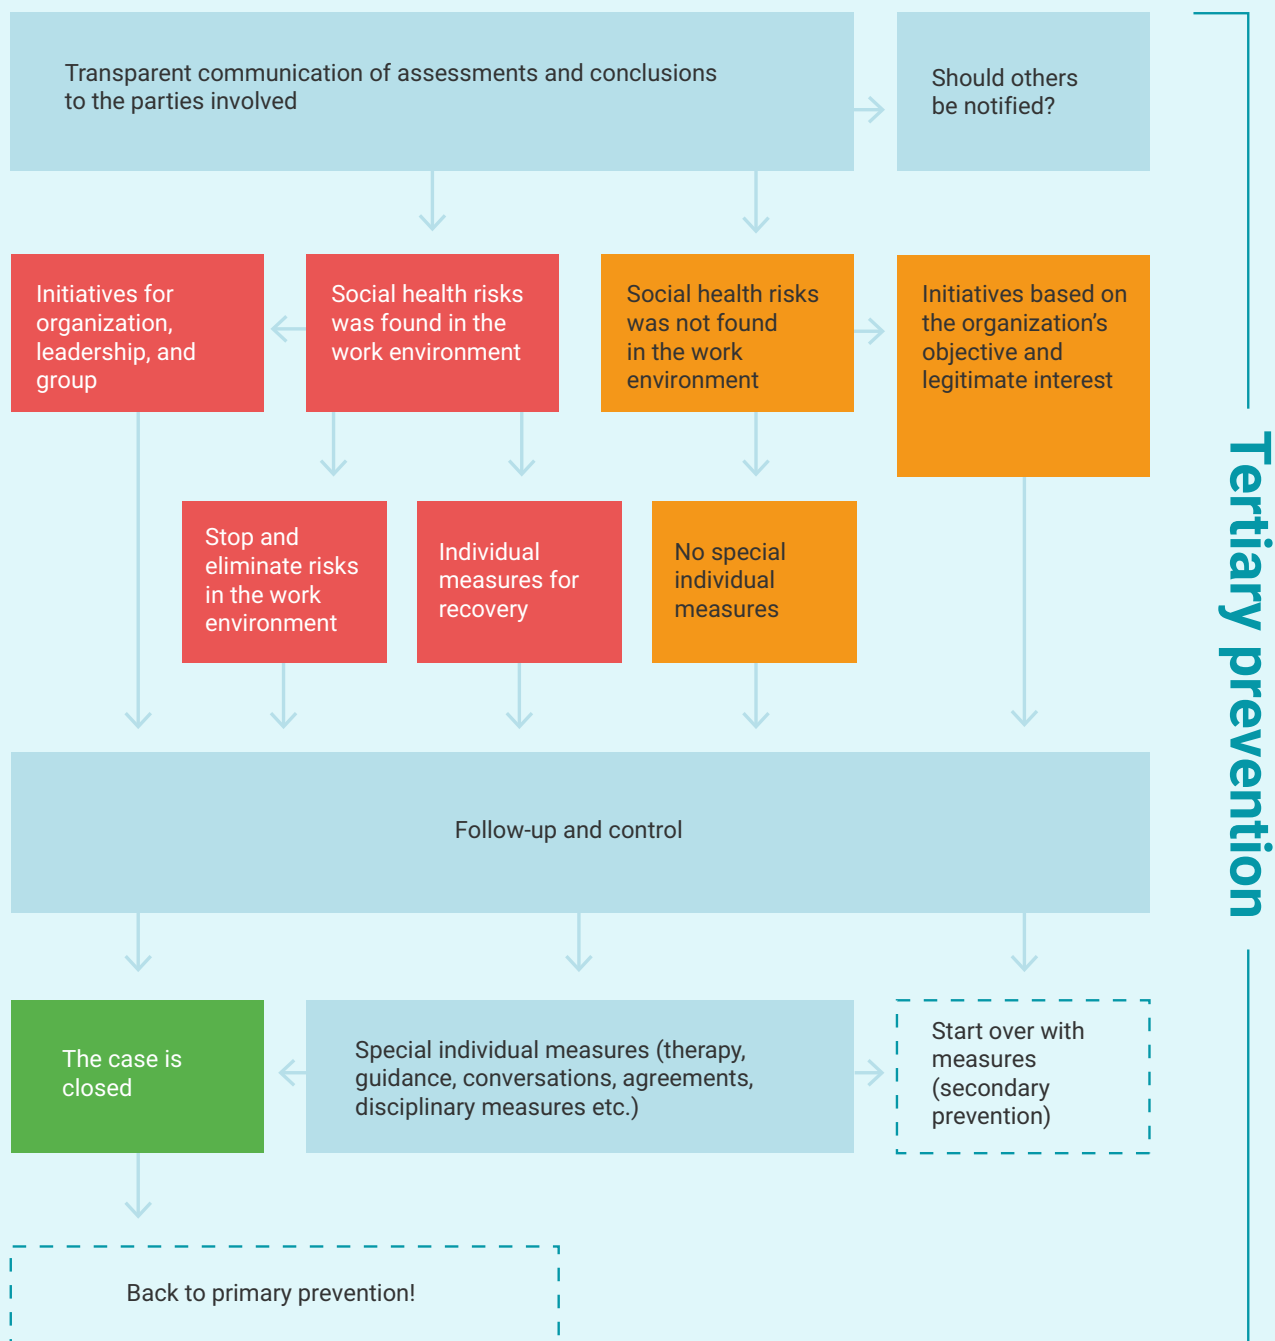 Transparent communication of assessments and conclusions
to the parties involved
Should others
be notified?
Initiatives for
organization,
leadership, and
group
Social health risks
was found in the
work environment
Social health risks
was not found
in the work
environment
Initiatives based on
the organization's
objective and
legitimate interest
Stop and
eliminate risks
in the work
environment
Individual
measures for
recovery
No special
individual
measures
Follow-up and control
The case is
closed
Special individual measures (therapy,
guidance, conversations, agreements,
disciplinary measures etc.)
Start over with
measures
(secondary
prevention)
Back to primary prevention!
Tertiary prevention